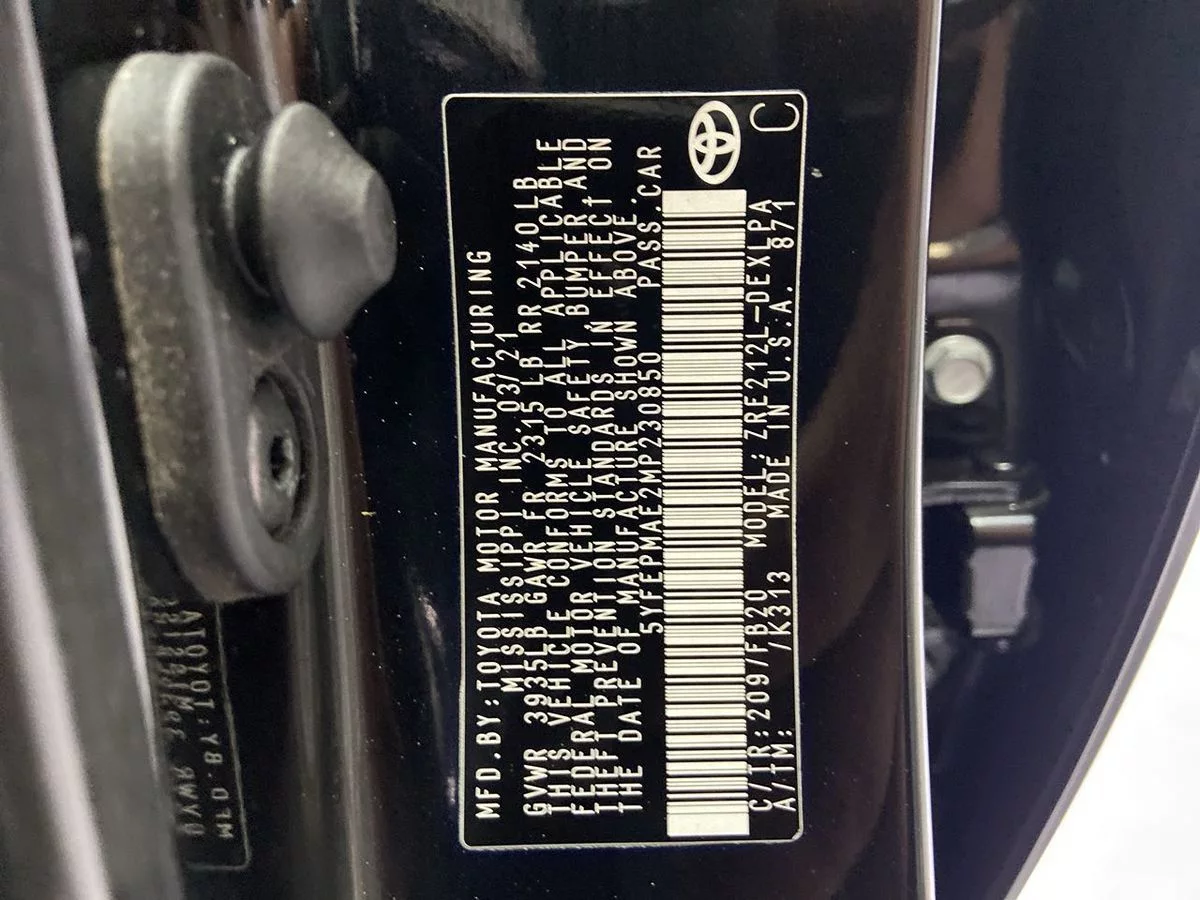 MFD.BY:TOYOTA MOTOR MANUFACTURING
MISSISSIPPI INC.03/21
GVWR 3935LB GAWR FR 2315LB RR 2140LB
THIS VEHICLE CONFORMS TO ALL APPLICABLE
FEDERAL MOTOR VEHICLE SAFETY,BUMPER AND
THEFT PREVENTION STANDARDS IN EFFECT ON
THE DATE OF MANUFACTURE SHOWN ABOVE.
5YFEPMAE2MP230850 PASS.CAR
C/TR:209/FB20 MODEL:ZRE212L-DEXLPA
A/TM: /K313 MADE IN U.S.A. 871
C